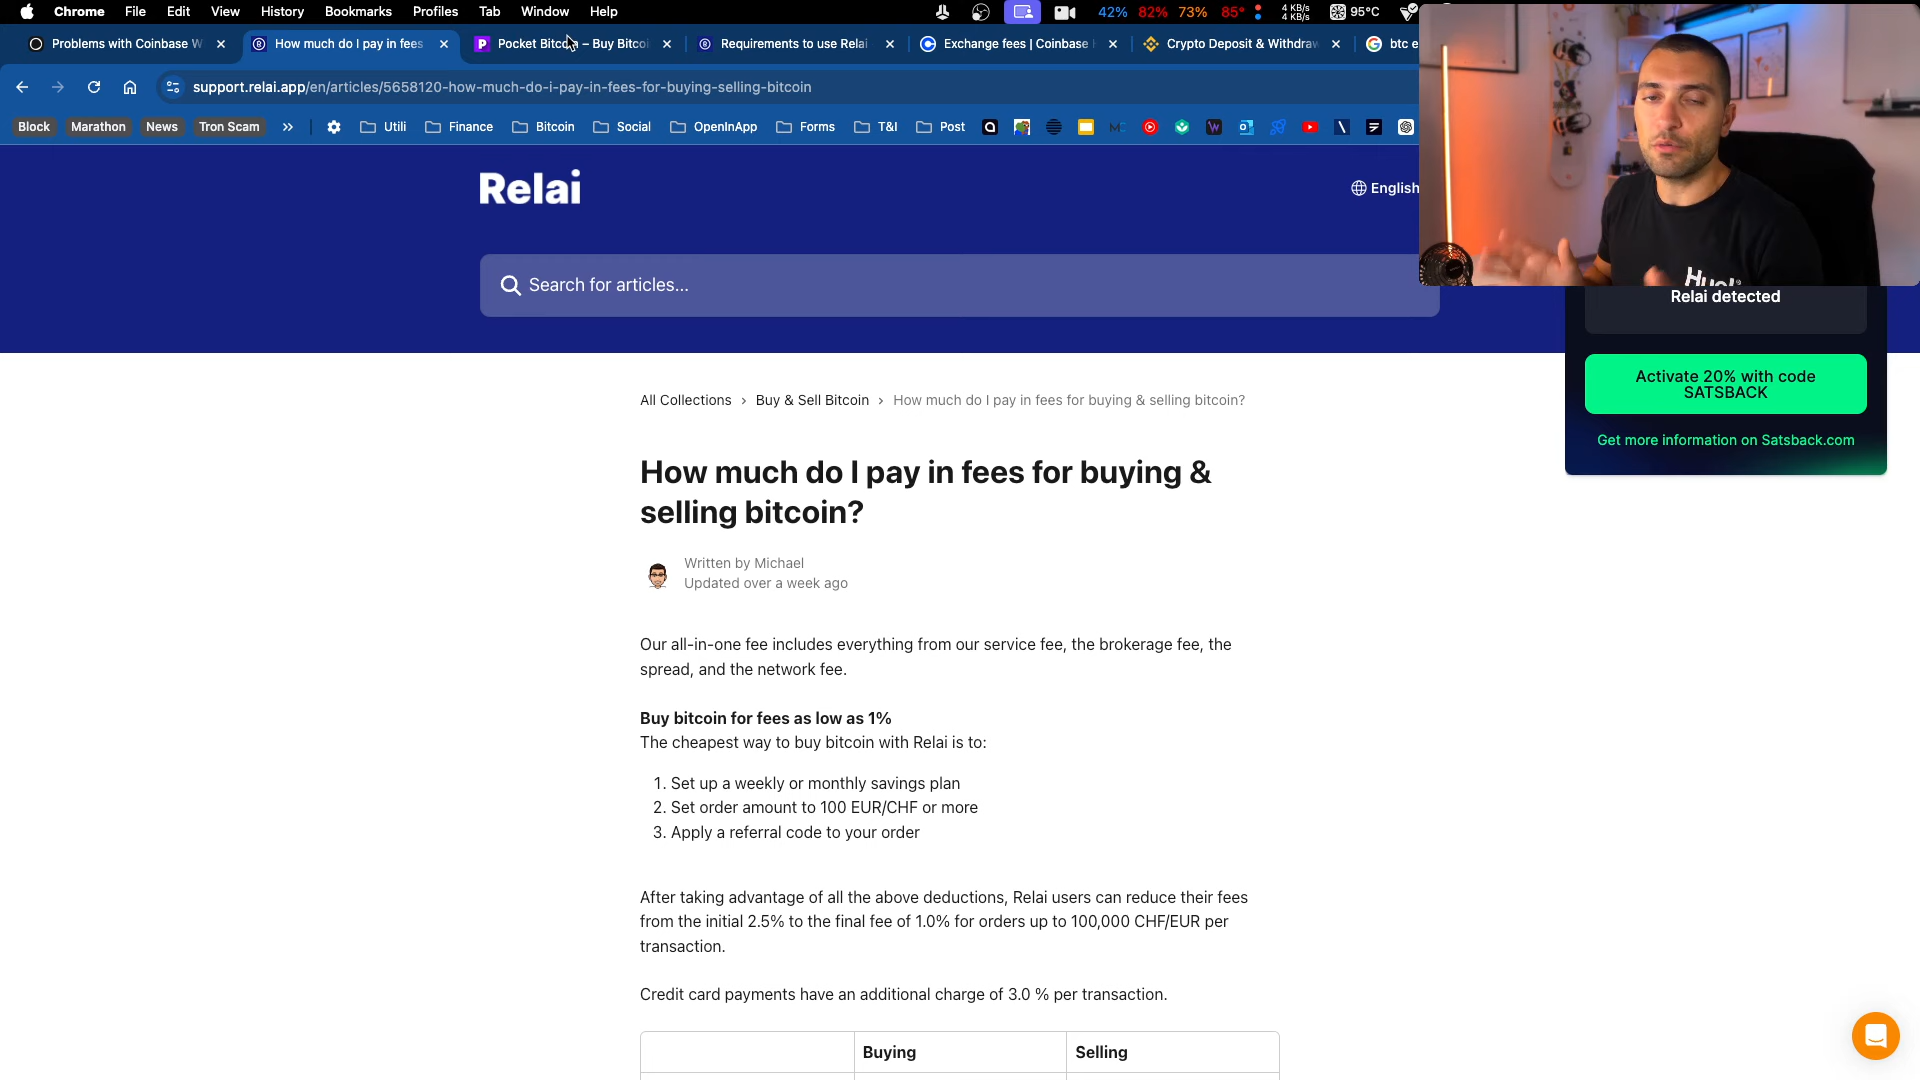 Chrome File Edit View History Bookmarks Profiles Tab Window Help 42% 82% 73% 85° 4 KB/s 4 KB/s 95°C
Problems with Coinbase W How much do I pay in fees Pocket Bitcoin – Buy Bitcoi Requirements to use Relai Exchange fees | Coinbase Crypto Deposit & Withdraw btc e
support.relai.app/en/articles/5658120-how-much-do-i-pay-in-fees-for-buying-selling-bitcoin
Block Marathon News Tron Scam » Utili Finance Bitcoin Social OpenInApp Forms T&I Post
Relai
English
Search for articles...
Relai detected
Activate 20% with code
SATSBACK
Get more information on Satsback.com
All Collections > Buy & Sell Bitcoin > How much do I pay in fees for buying & selling bitcoin?
How much do I pay in fees for buying &
selling bitcoin?
Written by Michael
Updated over a week ago
Our all-in-one fee includes everything from our service fee, the brokerage fee, the
spread, and the network fee.
Buy bitcoin for fees as low as 1%
The cheapest way to buy bitcoin with Relai is to:
1. Set up a weekly or monthly savings plan
2. Set order amount to 100 EUR/CHF or more
3. Apply a referral code to your order
After taking advantage of all the above deductions, Relai users can reduce their fees
from the initial 2.5% to the final fee of 1.0% for orders up to 100,000 CHF/EUR per
transaction.
Credit card payments have an additional charge of 3.0 % per transaction.
Buying Selling